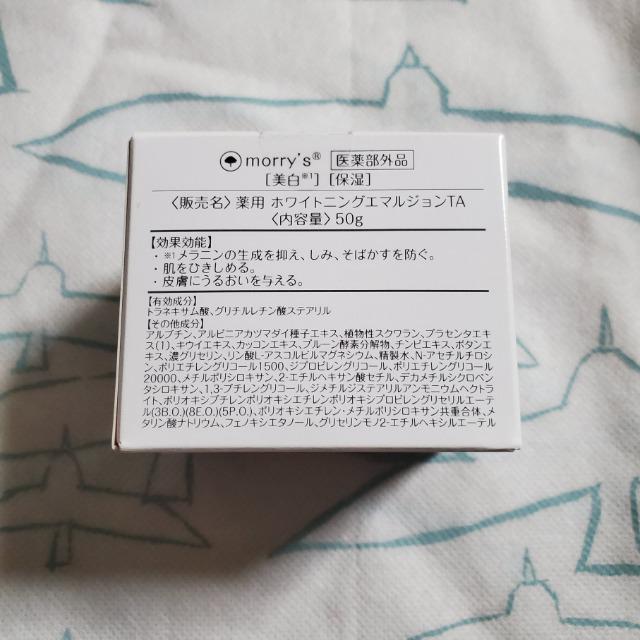 morry's® 医薬部外品
[美白※1] [保湿]
〈販売名〉薬用 ホワイトニングエマルジョンTA
〈内容量〉50g
【効果効能】
・※1メラニンの生成を抑え、しみ、そばかすを防ぐ。
・肌をひきしめる。
・皮膚にうるおいを与える。
【有効成分】
トラネキサム酸、グリチルレチン酸ステアリル
【その他成分】
アルブチン、アルピニアカツマダイ種子エキス、植物性スクワラン、プラセンタエキ
ス(1)、キウイエキス、カッコンエキス、プルーン酵素分解物、チンピエキス、ボタンエ
キス、濃グリセリン、リン酸L-アスコルビルマグネシウム、精製水、N-アセチルチロシ
ン、ポリエチレングリコール1500、ジプロピレングリコール、ポリエチレングリコール
20000、メチルポリシロキサン、2-エチルヘキサン酸セチル、デカメチルシクロペン
タシロキサン、1,3-ブチレングリコール、ジメチルジステアリルアンモニウムヘクトラ
イト、ポリオキシブチレンポリオキシエチレンポリオキシプロピレングリセリルエーテ
ル(3B.O.)(8E.O.)(5P.O.)、ポリオキシエチレン・メチルポリシロキサン共重合体、メ
タリン酸ナトリウム、フェノキシエタノール、グリセリンモノ2-エチルヘキシルエーテル